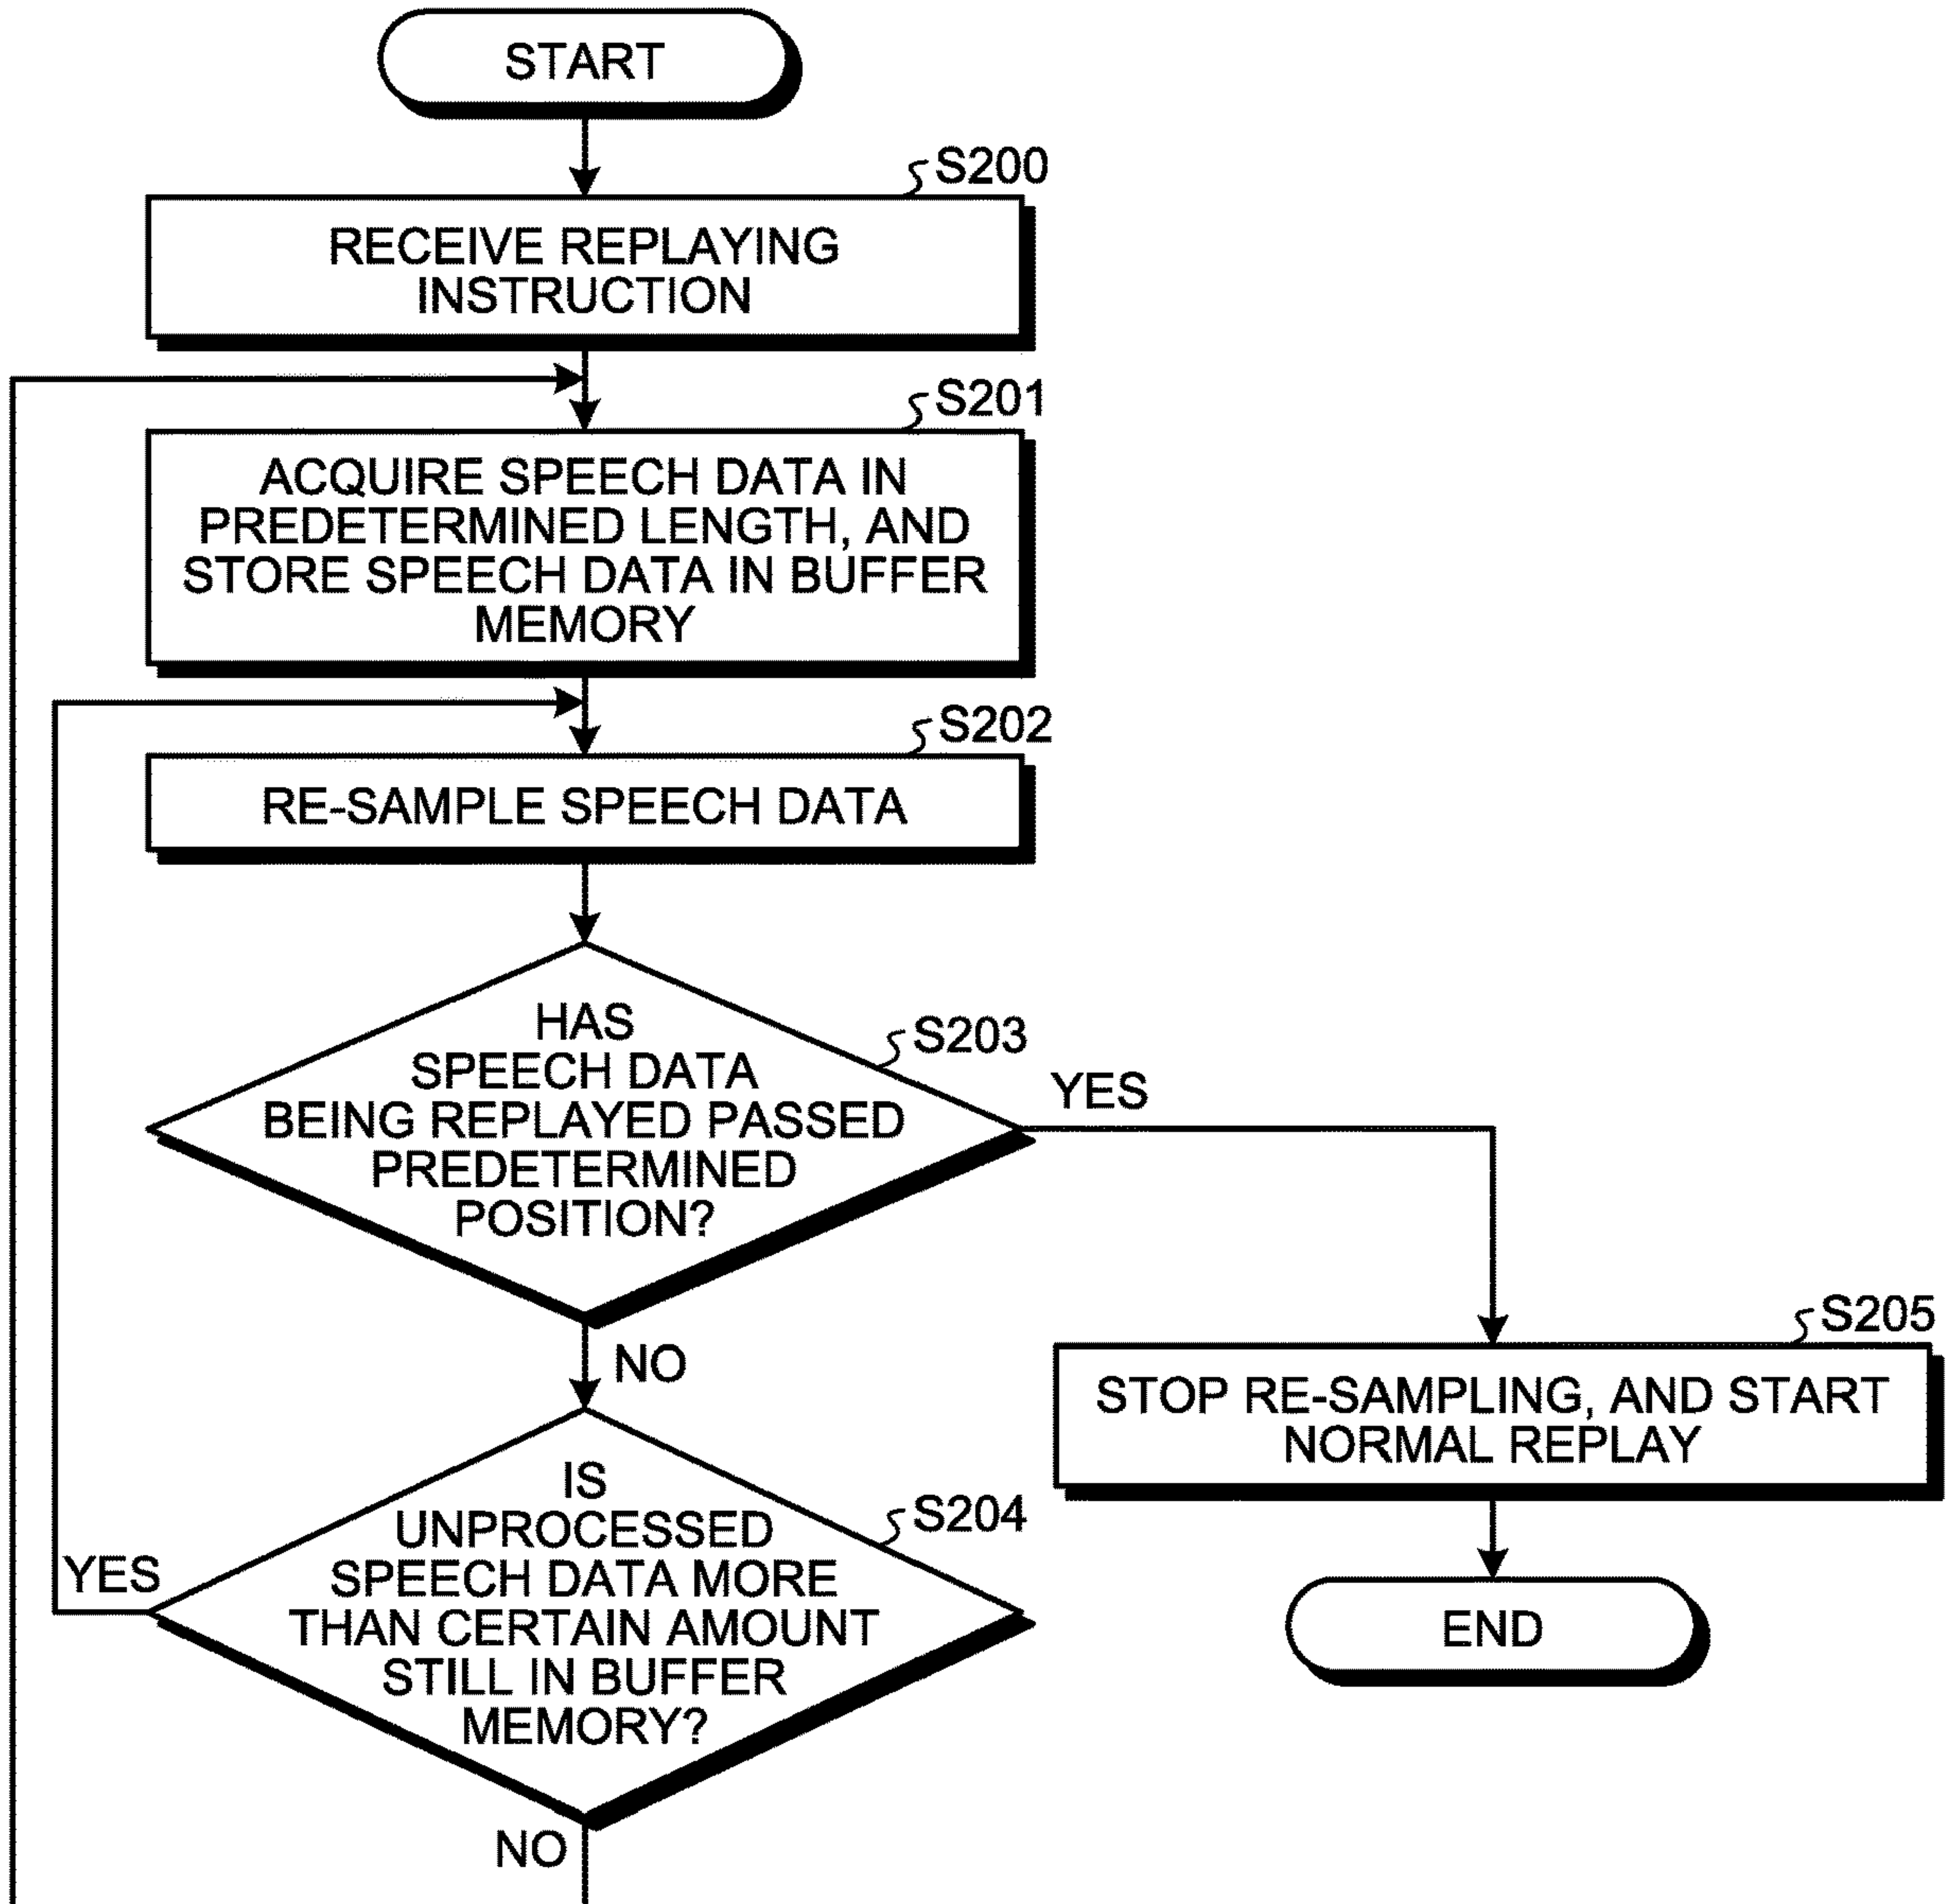 START
S200
RECEIVE REPLAYING
INSTRUCTION
S201
ACQUIRE SPEECH DATA IN
PREDETERMINED LENGTH, AND
STORE SPEECH DATA IN BUFFER
MEMORY
S202
RE-SAMPLE SPEECH DATA
S203
HAS
SPEECH DATA
BEING REPLAYED PASSED
PREDETERMINED
POSITION?
YES
NO
S204
IS
UNPROCESSED
SPEECH DATA MORE
THAN CERTAIN AMOUNT
STILL IN BUFFER
MEMORY?
YES
NO
S205
STOP RE-SAMPLING, AND START
NORMAL REPLAY
END